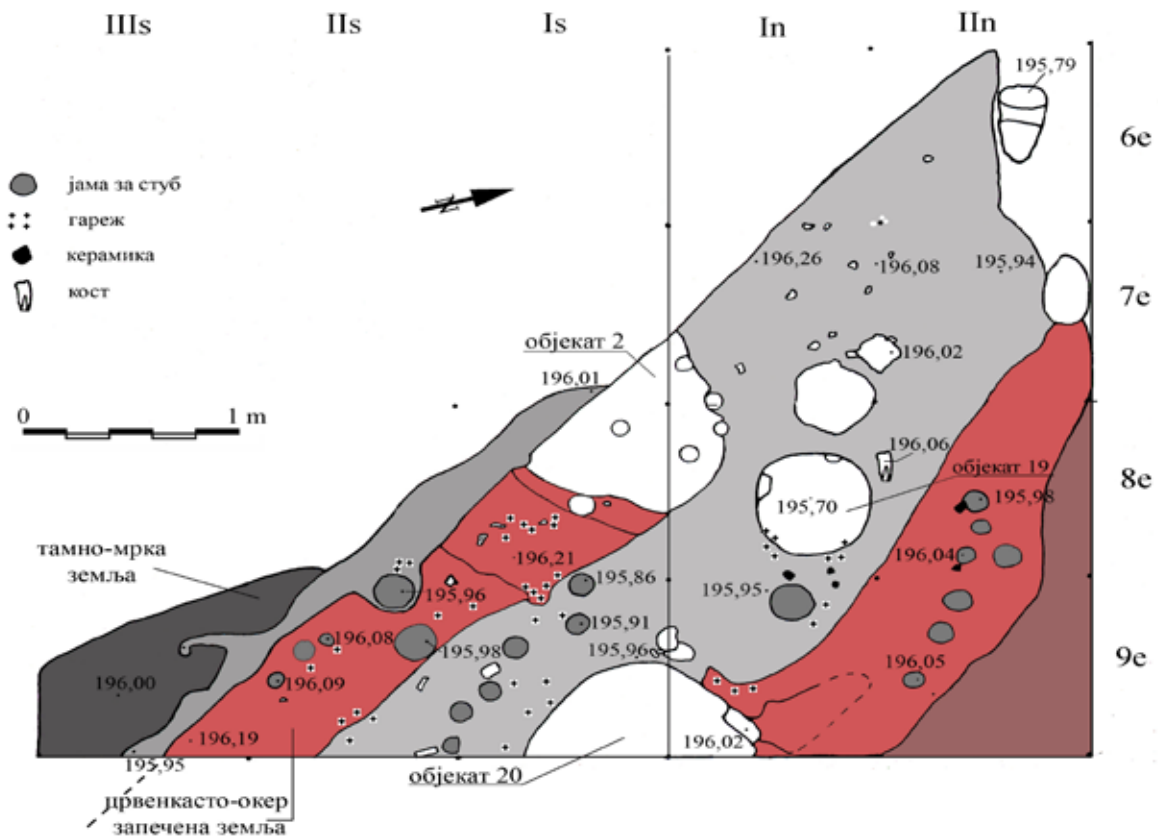 IIIs IIs Is In IIn
195,79
6e
јама за стуб
гареж
керамика
кост
N
196,26
196,08
195,94
7e
објекат 2
196,02
196,01
0 1 m
196,06
објекат 19
8e
195,70
195,98
тамно-мрка
земља
196,21
196,04
195,86
195,96
195,95
195,91
196,08
195,98
195,96
9e
196,05
196,00
196,09
196,19
196,02
195,95
објекат 20
црвенкасто-окер
запечена земља